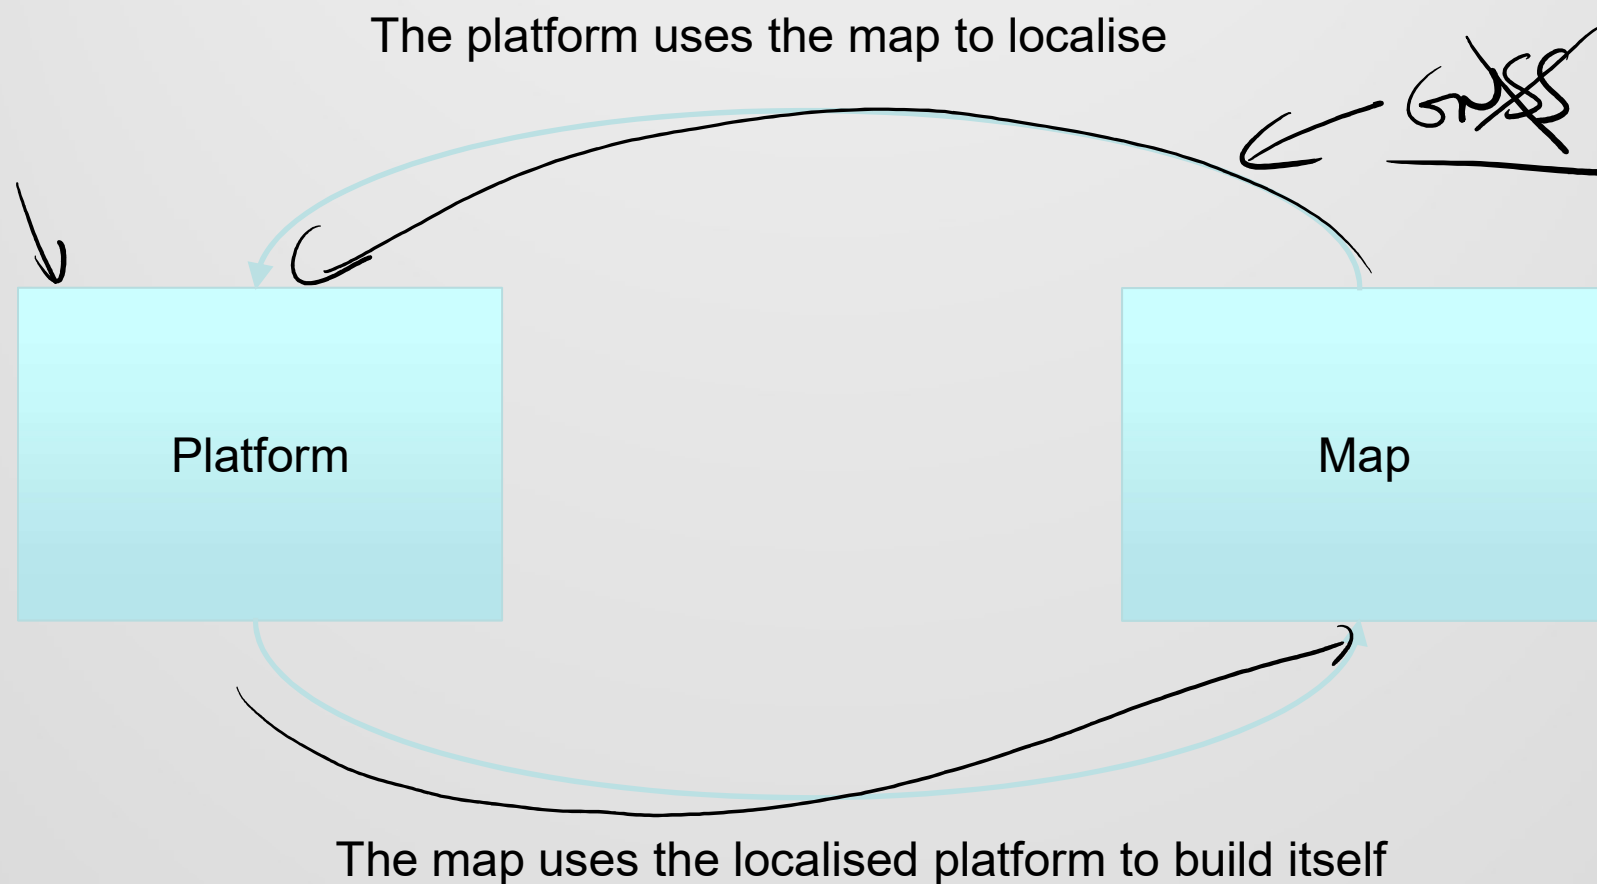 The platform uses the map to localise
GNSS
Platform
Map
The map uses the localised platform to build itself